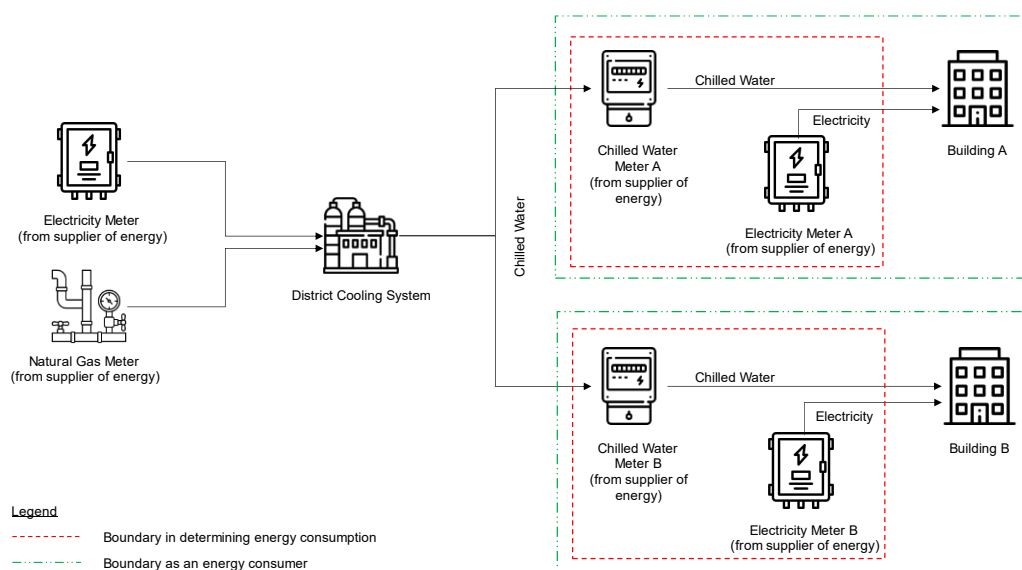 Electricity Meter
(from supplier of energy)
Natural Gas Meter
(from supplier of energy)
District Cooling System
Chilled Water
Chilled Water
Meter A
(from supplier of
energy)
Chilled Water
Electricity
Electricity Meter A
(from supplier of energy)
Building A
Chilled Water
Meter B
(from supplier of
energy)
Chilled Water
Electricity
Electricity Meter B
(from supplier of energy)
Building B
Legend
Boundary in determining energy consumption
Boundary as an energy consumer